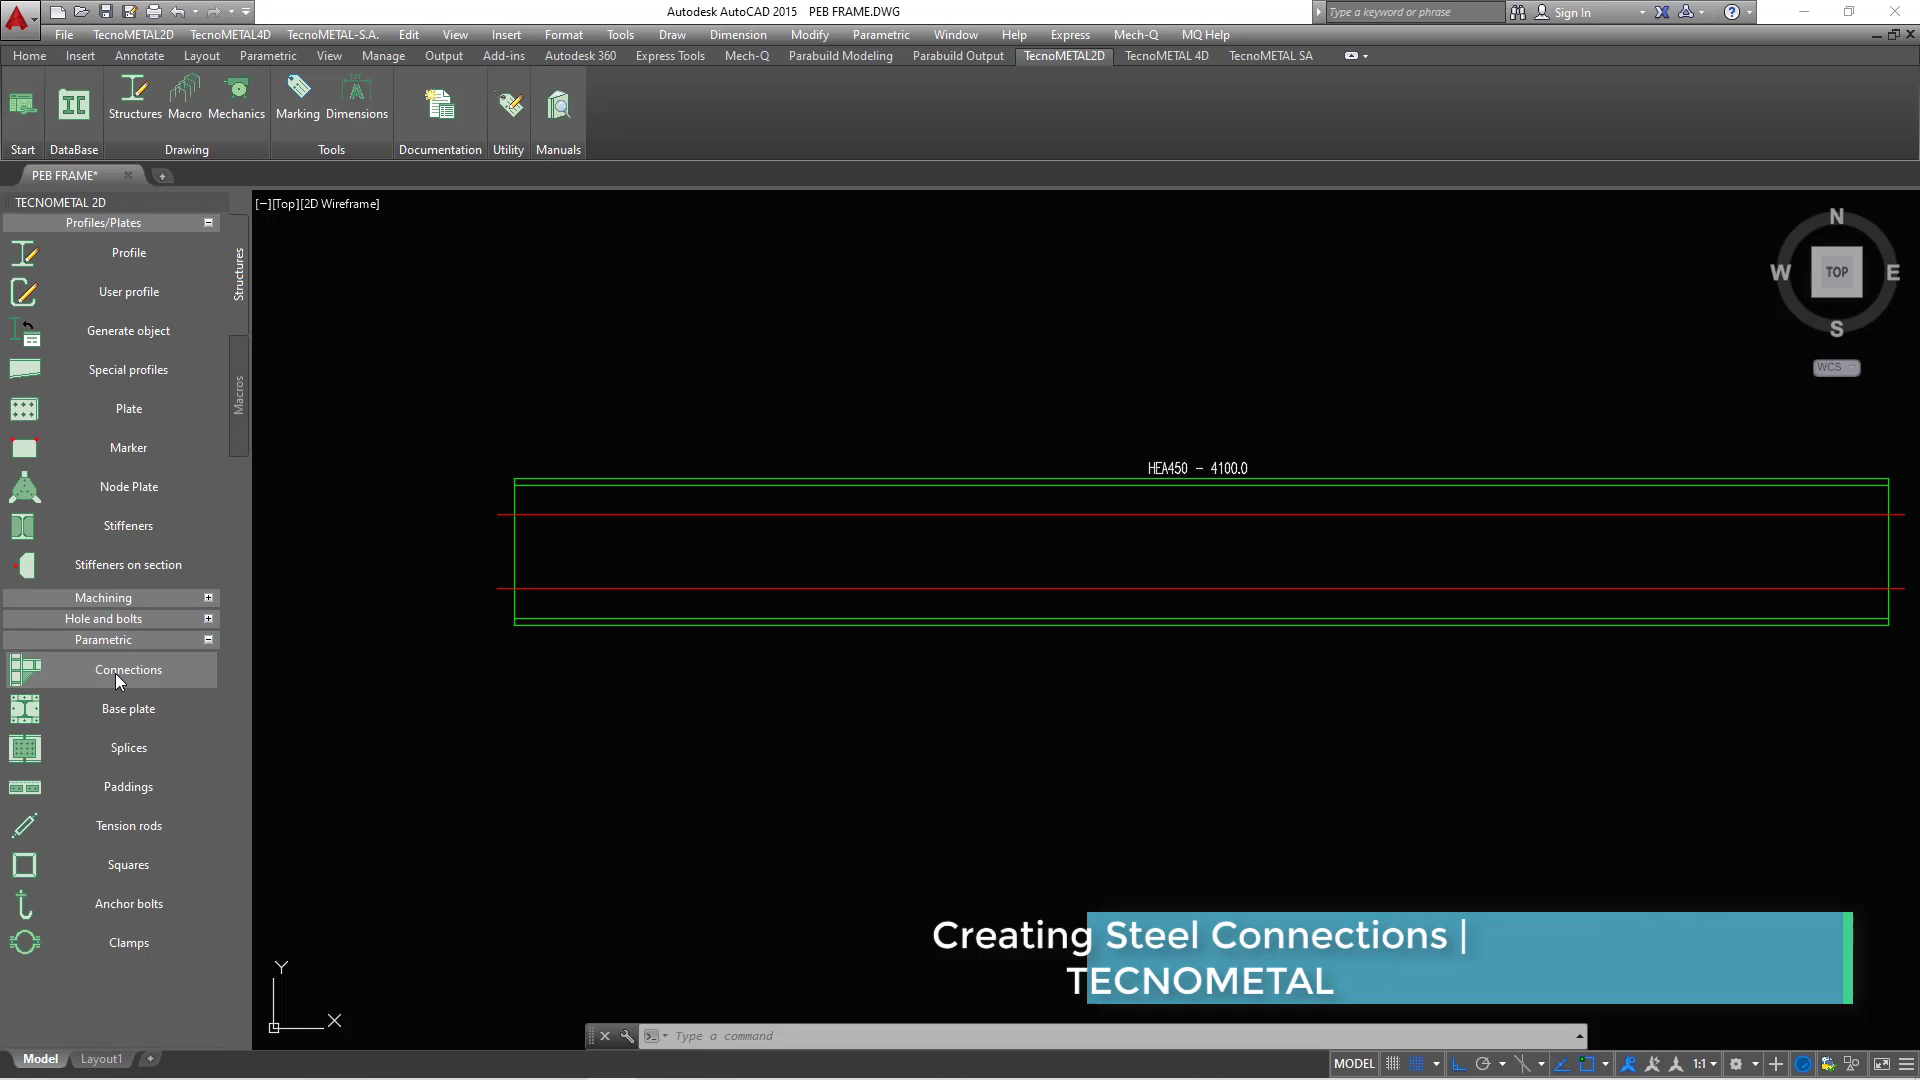 Autodesk AutoCAD 2015 PEB FRAME.DWG
Type a keyword or phrase
Sign In
File TecnoMETAL2D TecnoMETAL4D TecnoMETAL-S.A. Edit View Insert Format Tools Draw Dimension Modify Parametric Window Help Express Mech-Q MQ Help
Home Insert Annotate Layout Parametric View Manage Output Add-ins Autodesk 360 Express Tools Mech-Q Parabuild Modeling Parabuild Output TecnoMETAL2D TecnoMETAL 4D TecnoMETAL SA
Structures Macro Mechanics Marking Dimensions
Start DataBase Drawing Tools Documentation Utility Manuals
PEB FRAME*
TECNOMETAL 2D
Profiles/Plates
Profile
User profile
Generate object
Special profiles
Plate
Marker
Node Plate
Stiffeners
Stiffeners on section
Machining
Hole and bolts
Parametric
Connections
Base plate
Splices
Paddings
Tension rods
Squares
Anchor bolts
Clamps
Structures
Macros
[−][Top][2D Wireframe]
N
W TOP E
S
WCS
HEA450 - 4100.0
Creating Steel Connections |
TECNOMETAL
Y
X
Type a command
Model Layout1
MODEL 1:1